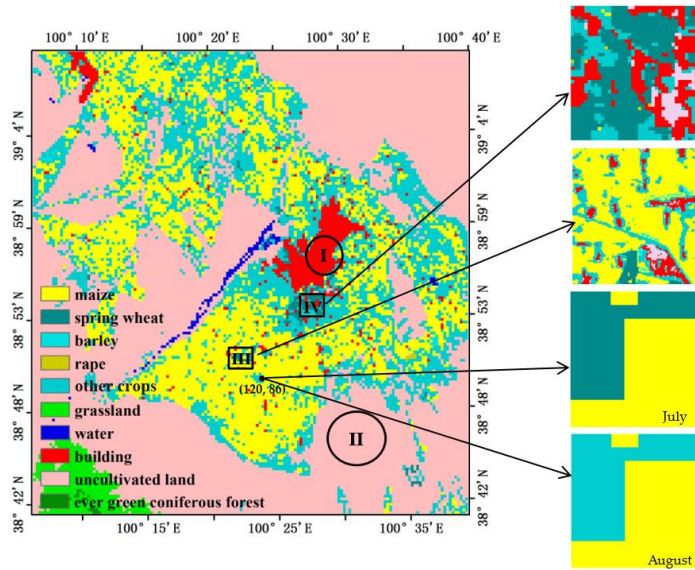 100° 10' E 100° 20' E 100° 30' E 100° 40' E
39° 4' N
39° 4' N
38° 59' N
38° 59' N
38° 53' N
38° 53' N
38° 48' N
38° 48' N
38° 42' N
38° 42' N
I
IV
III
(120, 86)
II
maize
spring wheat
barley
rape
other crops
grassland
water
building
uncultivated land
ever green coniferous forest
100° 15' E 100° 25' E 100° 35' E
July
August